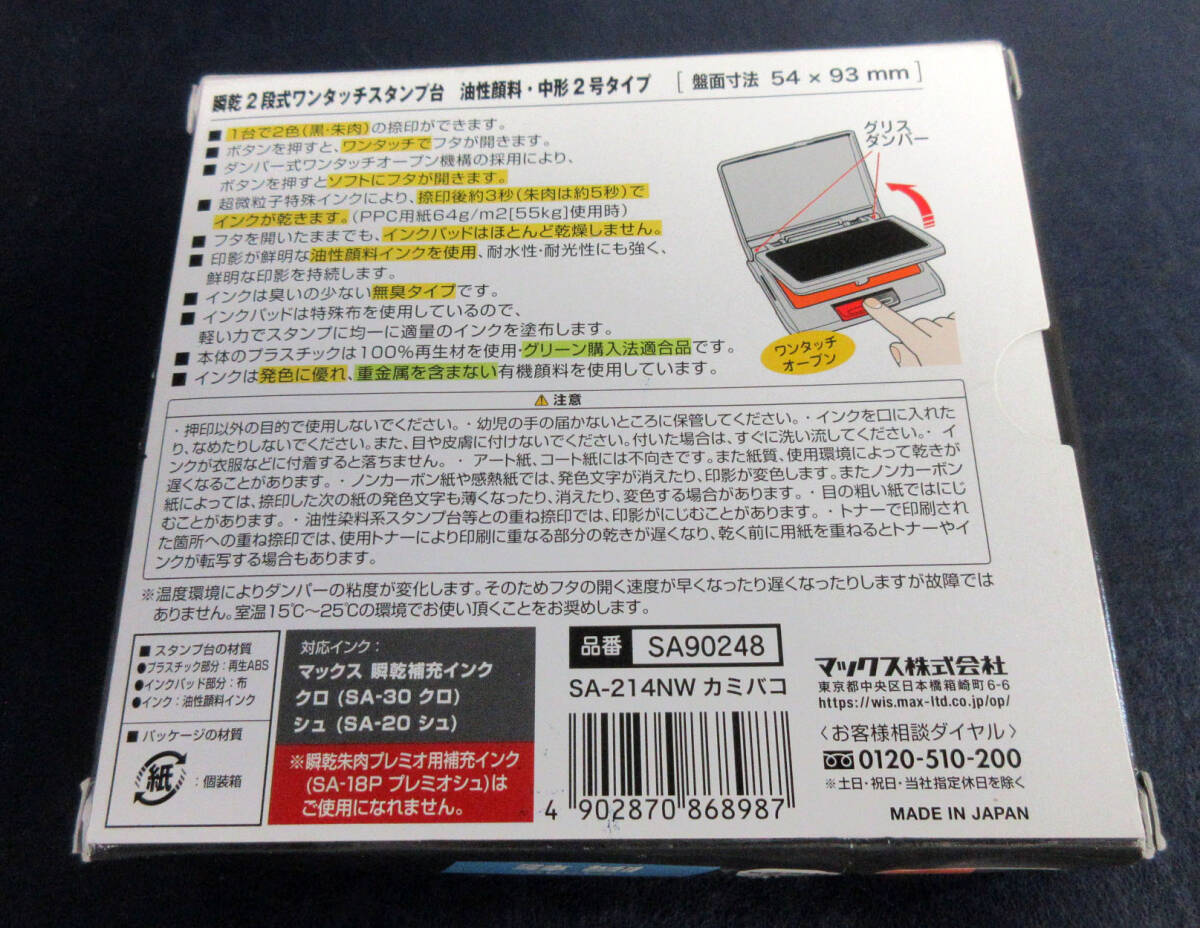 瞬乾2段式ワンタッチスタンプ台 油性顔料・中形2号タイプ [ 盤面寸法 54 × 93 mm ]
■ 1台で2色(黒・朱肉)の捺印ができます。
■ ボタンを押すと、ワンタッチでフタが開きます。
■ ダンパー式ワンタッチオープン機構の採用により、
ボタンを押すとソフトにフタが開きます。
■ 超微粒子特殊インクにより、捺印後約3秒(朱肉は約5秒)で
インクが乾きます。(PPC用紙64g/m2[55kg]使用時)
■ フタを開いたままでも、インクパッドはほとんど乾燥しません。
■ 印影が鮮明な油性顔料インクを使用、耐水性・耐光性にも強く、
鮮明な印影を持続します。
■ インクは臭いの少ない無臭タイプです。
■ インクパッドは特殊布を使用しているので、
軽い力でスタンプに均一に適量のインクを塗布します。
■ 本体のプラスチックは100%再生材を使用・グリーン購入法適合品です。
■ インクは発色に優れ、重金属を含まない有機顔料を使用しています。
グリス
ダンパー
ワンタッチ
オープン
⚠ 注意
・押印以外の目的で使用しないでください。・幼児の手の届かないところに保管してください。・インクを口に入れた
り、なめたりしないでください。また、目や皮膚に付けないでください。付いた場合は、すぐに洗い流してください。・イ
ンクが衣服などに付着すると落ちません。・アート紙、コート紙には不向きです。また紙質、使用環境によって乾きが
遅くなることがあります。・ノンカーボン紙や感熱紙では、発色文字が消えたり、印影が変色します。またノンカーボン
紙によっては、捺印した次の紙の発色文字も薄くなったり、消えたり、変色する場合があります。・目の粗い紙ではにじ
むことがあります。・油性染料系スタンプ台等との重ね捺印では、印影がにじむことがあります。・トナーで印刷され
た箇所への重ね捺印では、使用トナーにより印刷に重なる部分の乾きが遅くなり、乾く前に用紙を重ねるとトナーやイ
ンクが転写する場合もあります。
※温度環境によりダンパーの粘度が変化します。そのためフタの開く速度が早くなったり遅くなったりしますが故障では
ありません。室温15℃〜25℃の環境でお使い頂くことをお奨めします。
■ スタンプ台の材質
●プラスチック部分:再生ABS
●インクパッド部分:布
●インク:油性顔料インク
■ パッケージの材質
紙 :個装箱
対応インク:
マックス 瞬乾補充インク
クロ (SA-30 クロ)
シュ (SA-20 シュ)
※瞬乾朱肉プレミオ用補充インク
(SA-18P プレミオシュ)は
ご使用になれません。
品番 SA90248
SA-214NW カミバコ
4 902870 868987
マックス株式会社
東京都中央区日本橋箱崎町6-6
https://wis.max-ltd.co.jp/op/
〈お客様相談ダイヤル〉
0120-510-200
※土日・祝日・当社指定休日を除く
MADE IN JAPAN